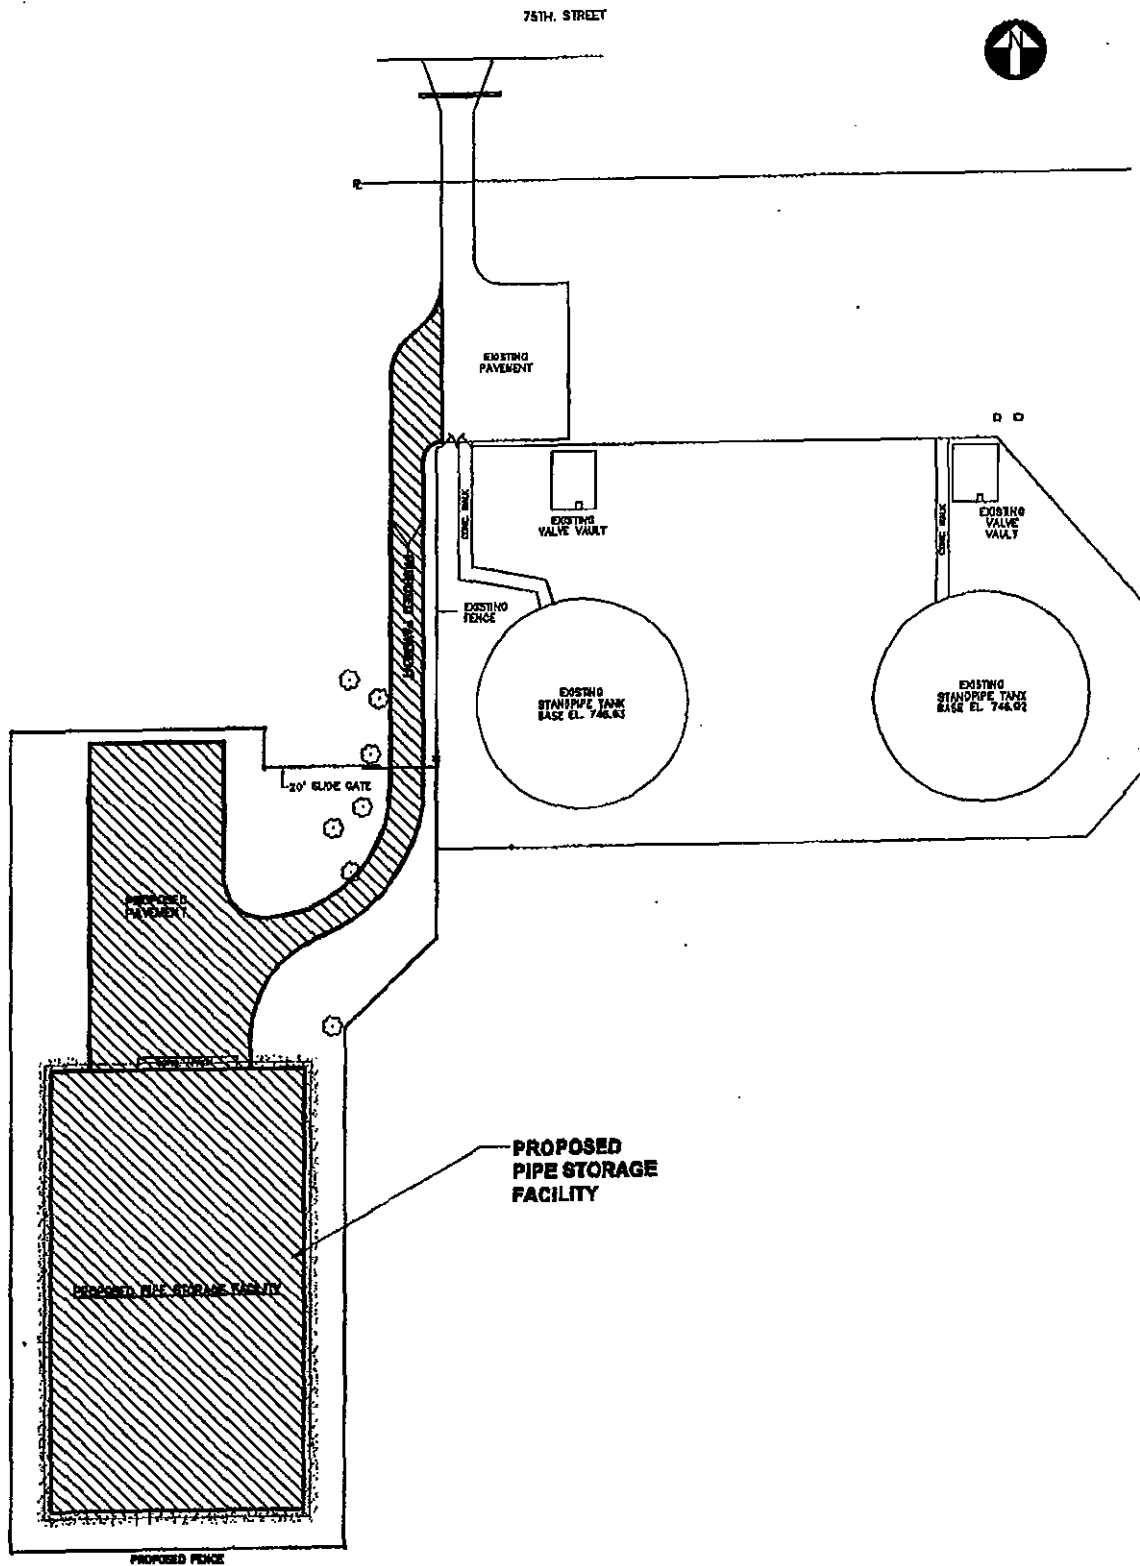 75TH. STREET
N
EXISTING
PAVEMENT
CONC. WALK
EXISTING
VALVE VAULT
CONC. WALK
EXISTING
VALVE
VAULT
PROPOSED PAVEMENT
EXISTING
FENCE
EXISTING
STANDPIPE TANK
BASE EL. 746.63
EXISTING
STANDPIPE TANK
BASE EL. 746.02
20' SLIDE GATE
PROPOSED
PAVEMENT
PROPOSED
PIPE STORAGE
FACILITY
PROPOSED PIPE STORAGE FACILITY
PROPOSED FENCE